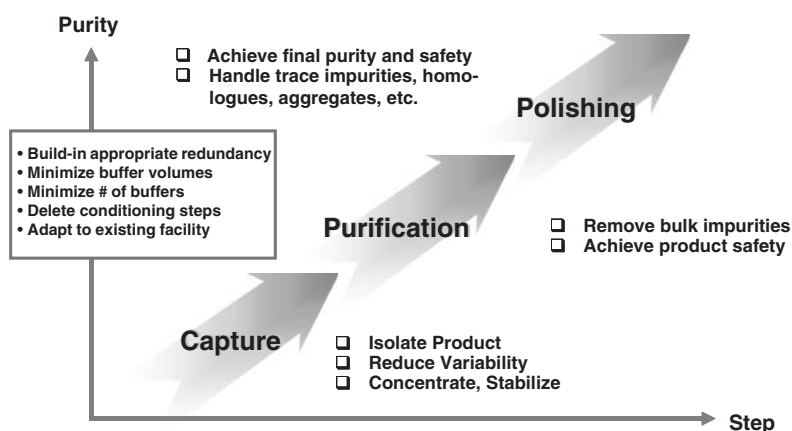 Purity
❑ Achieve final purity and safety
❑ Handle trace impurities, homo-
logues, aggregates, etc.
Polishing
• Build-in appropriate redundancy
• Minimize buffer volumes
• Minimize # of buffers
• Delete conditioning steps
• Adapt to existing facility
Purification
❑ Remove bulk impurities
❑ Achieve product safety
Capture
❑ Isolate Product
❑ Reduce Variability
❑ Concentrate, Stabilize
Step